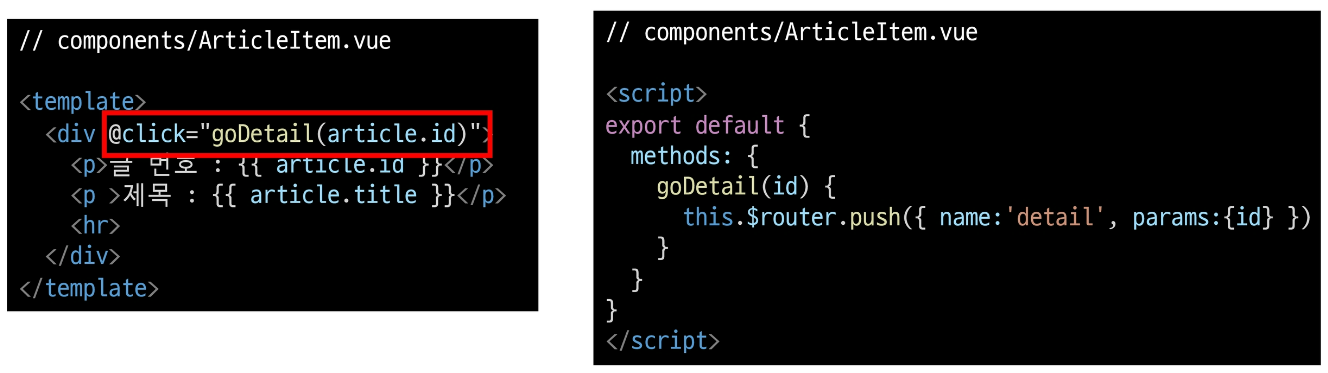 // components/ArticleItem.vue
<template>
<div @click="goDetail(article.id)">
<p>글 번호 : {{ article.id }}</p>
<p >제목 : {{ article.title }}</p>
<hr>
</div>
</template>
// components/ArticleItem.vue
<script>
export default {
methods: {
goDetail(id) {
this.$router.push({ name:'detail', params:{id} })
}
}
}
</script>